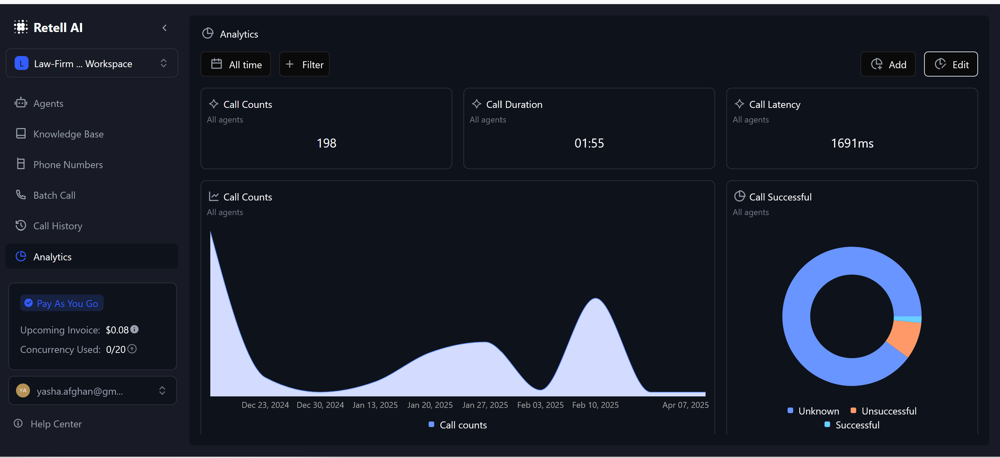 Retell AI
L Law-Firm ... Workspace
Agents
Knowledge Base
Phone Numbers
Batch Call
Call History
Analytics
Pay As You Go
Upcoming Invoice: $0.08
Concurrency Used: 0/20
YA yasha.afghan@gm...
Help Center
Analytics
All time
Filter
Add
Edit
Call Counts
All agents
198
Call Duration
All agents
01:55
Call Latency
All agents
1691ms
Call Counts
All agents
Dec 23, 2024 Dec 30, 2024 Jan 13, 2025 Jan 20, 2025 Jan 27, 2025 Feb 03, 2025 Feb 10, 2025 Apr 07, 2025
Call counts
Call Successful
All agents
Unknown Unsuccessful
Successful